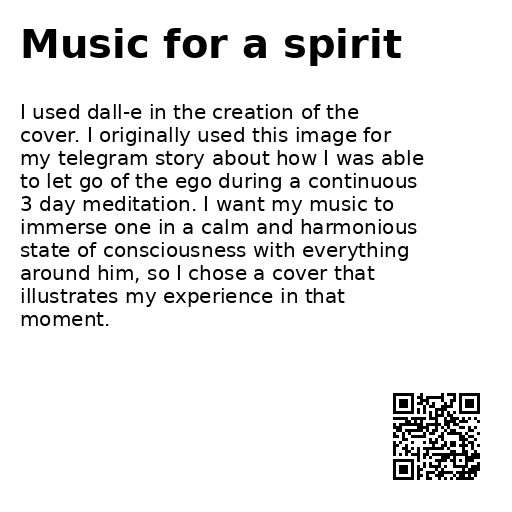 Music for a spirit
I used dall-e in the creation of the
cover. I originally used this image for
my telegram story about how I was able
to let go of the ego during a continuous
3 day meditation. I want my music to
immerse one in a calm and harmonious
state of consciousness with everything
around him, so I chose a cover that
illustrates my experience in that
moment.